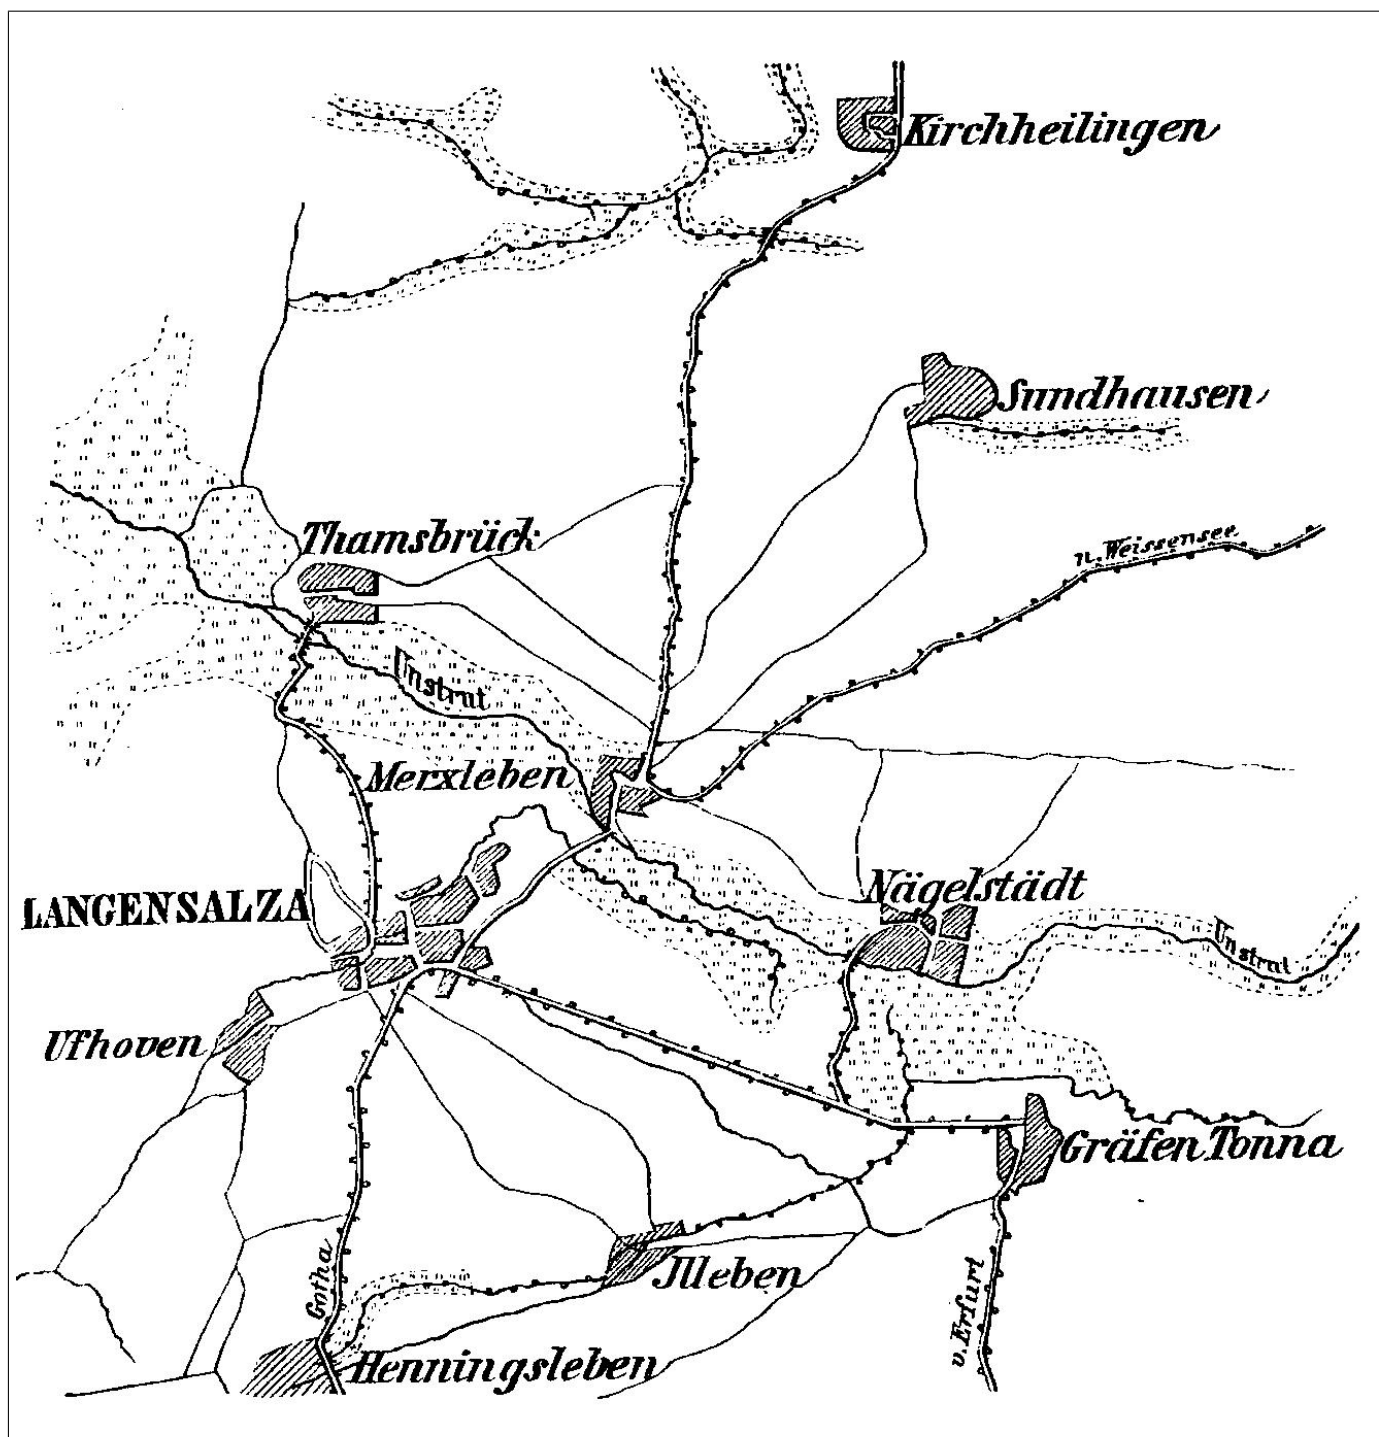 Kirchheilingen
Sundhausen
Thamsbrück
n. Weissensee
Unstrut
Merxleben
LANGENSALZA
Nägelstädt
Unstrut
Ufhoven
Gräfen Tonna
Gotha
Jlleben
v. Erfurt
Henningsleben